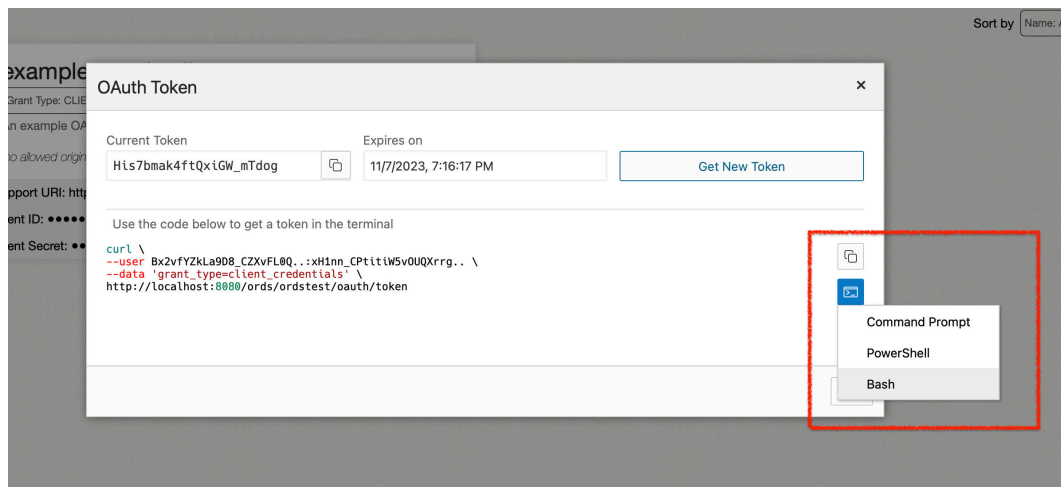 Sort by Name:
example
Grant Type: CLIE
An example OA
no allowed origin
pport URI: http
ent ID: ●●●●●
ent Secret: ●●
OAuth Token ×
Current Token Expires on
His7bmak4ftQxiGW_mTdog 11/7/2023, 7:16:17 PM Get New Token
Use the code below to get a token in the terminal
curl \
--user Bx2vfYZkLa9D8_CZXvFL0Q..:xH1nn_CPtitiW5vOUQXrrg.. \
--data 'grant_type=client_credentials' \
http://localhost:8080/ords/ordstest/oauth/token
Command Prompt
PowerShell
Bash